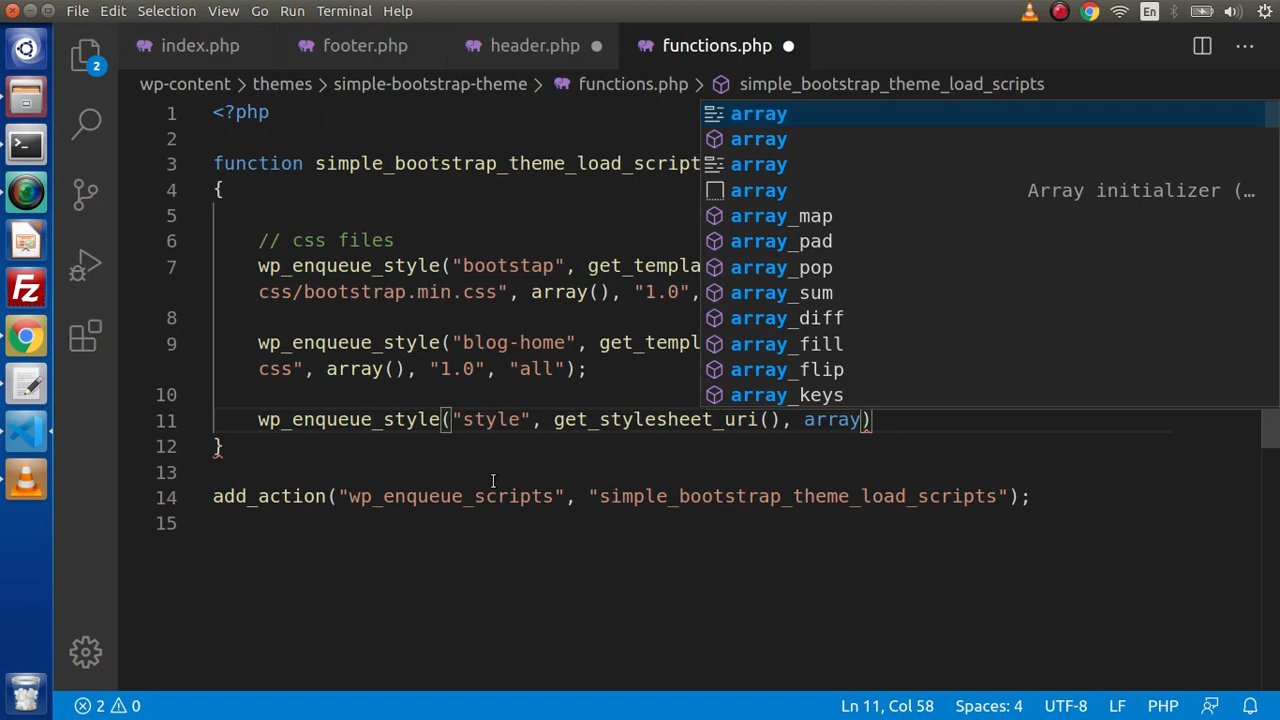 File Edit Selection View Go Run Terminal Help
En
index.php footer.php header.php functions.php
2
wp-content themes simple-bootstrap-theme functions.php simple_bootstrap_theme_load_scripts
1 <?php
2
3 function simple_bootstrap_theme_load_script
4 {
5
6 // css files
7 wp_enqueue_style("bootstap", get_templa
css/bootstrap.min.css", array(), "1.0",
8
9 wp_enqueue_style("blog-home", get_templ
css", array(), "1.0", "all");
10
11 wp_enqueue_style("style", get_stylesheet_uri(), array)
12 }
13
14 add_action("wp_enqueue_scripts", "simple_bootstrap_theme_load_scripts");
15
array
array
array
array Array initializer (…
array_map
array_pad
array_pop
array_sum
array_diff
array_fill
array_flip
array_keys
Fz
2 0 Ln 11, Col 58 Spaces: 4 UTF-8 LF PHP